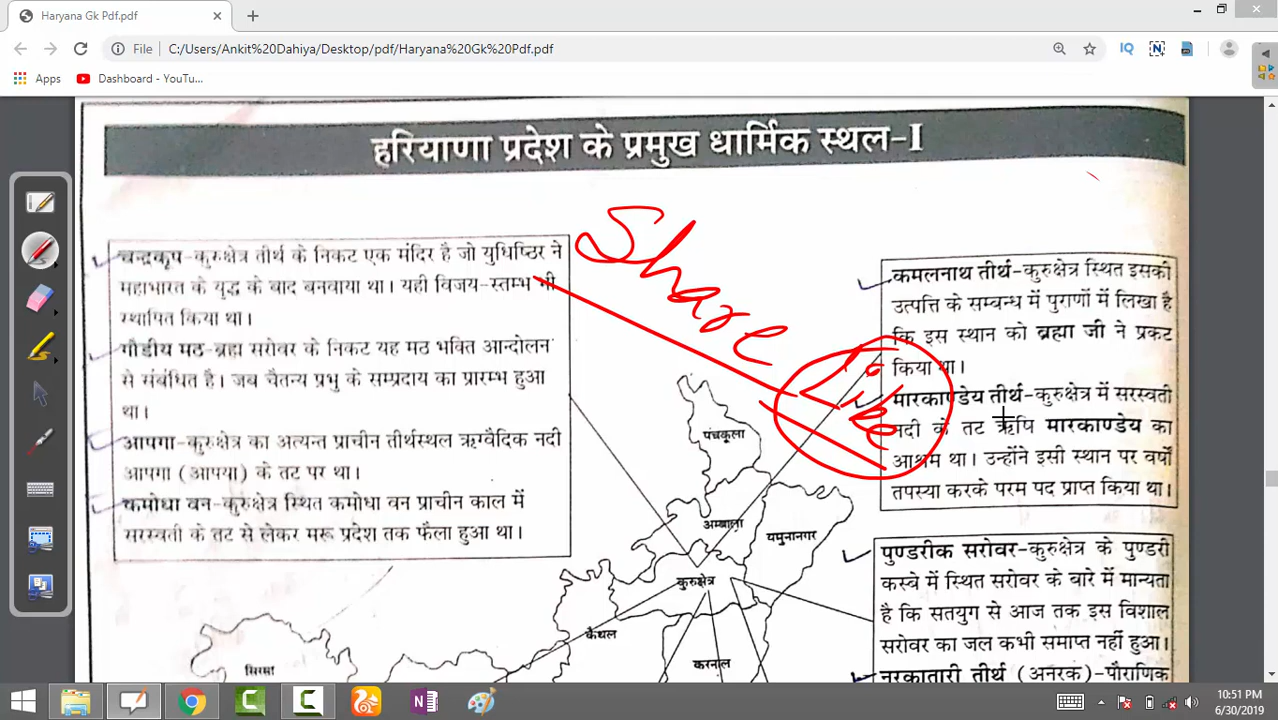 Haryana Gk Pdf.pdf
File C:/Users/Ankit%20Dahiya/Desktop/pdf/Haryana%20Gk%20Pdf.pdf
Apps Dashboard - YouTu...
हरियाणा प्रदेश के प्रमुख धार्मिक स्थल-I
चन्द्रकूप-कुरुक्षेत्र तीर्थ के निकट एक मंदिर है जो युधिष्टिर ने
महाभारत के युद्ध के बाद बनवाया था। यही विजय-स्तम्भ भी
स्थापित किया था।
गौडीय मठ-ब्रह्म सरोवर के निकट यह मठ भक्ति आन्दोलन
से संबंधित है। जब चैतन्य प्रभु के सम्प्रदाय का प्रारम्भ हुआ
था।
आपगा-कुरुक्षेत्र का अत्यन्त प्राचीन तीर्थस्थल ऋग्वैदिक नदी
आपगा (आपया) के तट पर था।
कमोधा वन-कुरुक्षेत्र स्थित कमोधा वन प्राचीन काल में
सरस्वती के तट से लेकर मरू प्रदेश तक फैला हुआ था।
Share
Like
कमलनाथ तीर्थ-कुरुक्षेत्र स्थित इसकी
उत्पत्ति के सम्बन्ध में पुराणों में लिखा है
कि इस स्थान को ब्रह्मा जी ने प्रकट
किया था।
मारकाण्डेय तीर्थ-कुरुक्षेत्र में सरस्वती
नदी के तट ऋषि मारकाण्डेय का
आश्रम था। उन्होंने इसी स्थान पर वर्षों
तपस्या करके परम पद प्राप्त किया था।
पुण्डरीक सरोवर-कुरुक्षेत्र के पुण्डरी
कस्वे में स्थित सरोवर के बारे में मान्यता
है कि सतयुग से आज तक इस विशाल
सरोवर का जल कभी समाप्त नहीं हुआ।
नरकातारी तीर्थ (अनरक)-पौराणिक
पंचकूला
अम्बाला
यमुनानगर
कुरुक्षेत्र
कैथल
करनाल
सिरसा
10:51 PM
6/30/2019